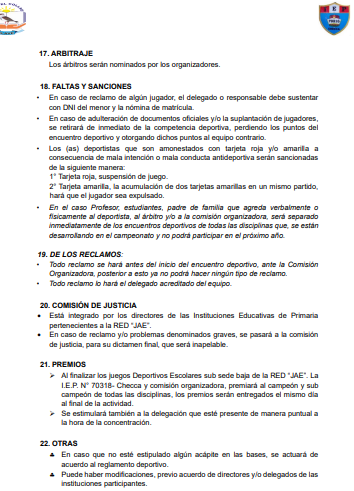 17. ARBITRAJE
Los árbitros serán nominados por los organizadores.
18. FALTAS Y SANCIONES
• En caso de reclamo de algún jugador, el delegado o responsable debe sustentar
con DNI del menor y la nómina de matrícula.
• En caso de adulteración de documentos oficiales y/o la suplantación de jugadores,
se retirará de inmediato de la competencia deportiva, perdiendo los puntos del
encuentro deportivo y otorgando dichos puntos al equipo contrario.
• Los (as) deportistas que son amonestados con tarjeta roja y/o amarilla a
consecuencia de mala intención o mala conducta antideportiva serán sancionadas
de la siguiente manera:
1° Tarjeta roja, suspensión de juego.
2° Tarjeta amarilla, la acumulación de dos tarjetas amarillas en un mismo partido,
hará que el jugador sea expulsado.
• En el caso Profesor, estudiantes, padre de familia que agreda verbalmente o
físicamente al deportista, al árbitro y/o a la comisión organizadora, será separado
inmediatamente de los encuentros deportivos de todas las disciplinas que, se están
desarrollando en el campeonato y no podrá participar en el próximo año.
19. DE LOS RECLAMOS:
• Todo reclamo se hará antes del inicio del encuentro deportivo, ante la Comisión
Organizadora, posterior a esto ya no podrá hacer ningún tipo de reclamo.
• Todo reclamo lo hará el delegado acreditado del equipo.
20. COMISIÓN DE JUSTICIA
• Está integrado por los directores de las Instituciones Educativas de Primaria
pertenecientes a la RED “JAE”.
• En caso de reclamo y/o problemas denominados graves, se pasará a la comisión
de justicia, para su dictamen final, que será inapelable.
21. PREMIOS
➤ Al finalizar los juegos Deportivos Escolares sub sede baja de la RED “JAE”. La
I.E.P. N° 70318- Checca y comisión organizadora, premiará al campeón y sub
campeón de todas las disciplinas, los premios serán entregados el mismo día
al final de la actividad.
➤ Se estimulará también a la delegación que esté presente de manera puntual a
la hora de la concentración.
22. OTRAS
♣ En caso que no esté estipulado algún acápite en las bases, se actuará de
acuerdo al reglamento deportivo.
♣ Puede haber modificaciones, previo acuerdo de directores y/o delegados de las
instituciones participantes.